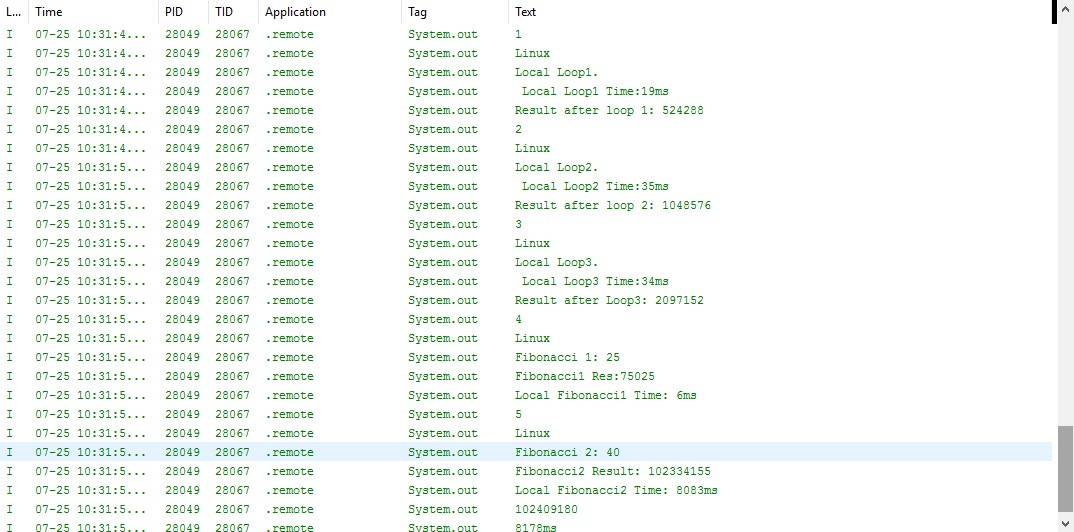 L... Time PID TID Application Tag Text
I 07-25 10:31:4... 28049 28067 .remote System.out 1
I 07-25 10:31:4... 28049 28067 .remote System.out Linux
I 07-25 10:31:4... 28049 28067 .remote System.out Local Loop1.
I 07-25 10:31:4... 28049 28067 .remote System.out Local Loop1 Time:19ms
I 07-25 10:31:4... 28049 28067 .remote System.out Result after loop 1: 524288
I 07-25 10:31:4... 28049 28067 .remote System.out 2
I 07-25 10:31:4... 28049 28067 .remote System.out Linux
I 07-25 10:31:5... 28049 28067 .remote System.out Local Loop2.
I 07-25 10:31:5... 28049 28067 .remote System.out Local Loop2 Time:35ms
I 07-25 10:31:5... 28049 28067 .remote System.out Result after loop 2: 1048576
I 07-25 10:31:5... 28049 28067 .remote System.out 3
I 07-25 10:31:5... 28049 28067 .remote System.out Linux
I 07-25 10:31:5... 28049 28067 .remote System.out Local Loop3.
I 07-25 10:31:5... 28049 28067 .remote System.out Local Loop3 Time:34ms
I 07-25 10:31:5... 28049 28067 .remote System.out Result after Loop3: 2097152
I 07-25 10:31:5... 28049 28067 .remote System.out 4
I 07-25 10:31:5... 28049 28067 .remote System.out Linux
I 07-25 10:31:5... 28049 28067 .remote System.out Fibonacci 1: 25
I 07-25 10:31:5... 28049 28067 .remote System.out Fibonacci1 Res:75025
I 07-25 10:31:5... 28049 28067 .remote System.out Local Fibonacci1 Time: 6ms
I 07-25 10:31:5... 28049 28067 .remote System.out 5
I 07-25 10:31:5... 28049 28067 .remote System.out Linux
I 07-25 10:31:5... 28049 28067 .remote System.out Fibonacci 2: 40
I 07-25 10:31:5... 28049 28067 .remote System.out Fibonacci2 Result: 102334155
I 07-25 10:31:5... 28049 28067 .remote System.out Local Fibonacci2 Time: 8083ms
I 07-25 10:31:5... 28049 28067 .remote System.out 102409180
I 07-25 10:31:5... 28049 28067 .remote System.out 8178ms